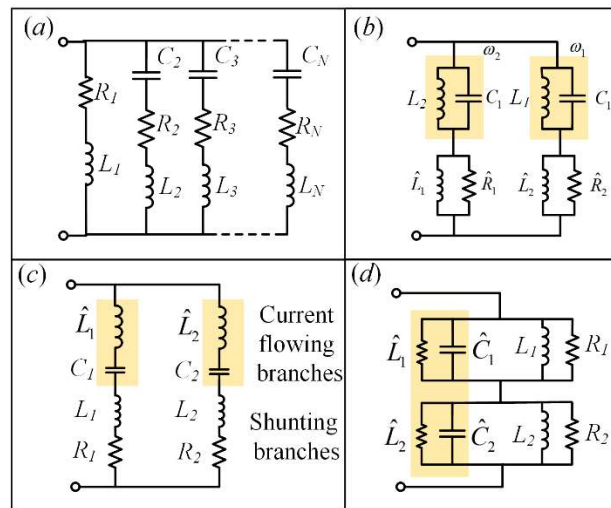 (a)
C2 C3 CN
R1
R2 R3 RN
L1
L2 L3 LN
(b)
ω2 ω1
L2 C1 L1 C1
L̂1 R̂1 L̂2 R̂2
(c)
L̂1 L̂2 Current
flowing
C1 C2 branches
L1 L2 Shunting
R1 R2 branches
(d)
L̂1 Ĉ1 L1 R1
L̂2 Ĉ2 L2 R2